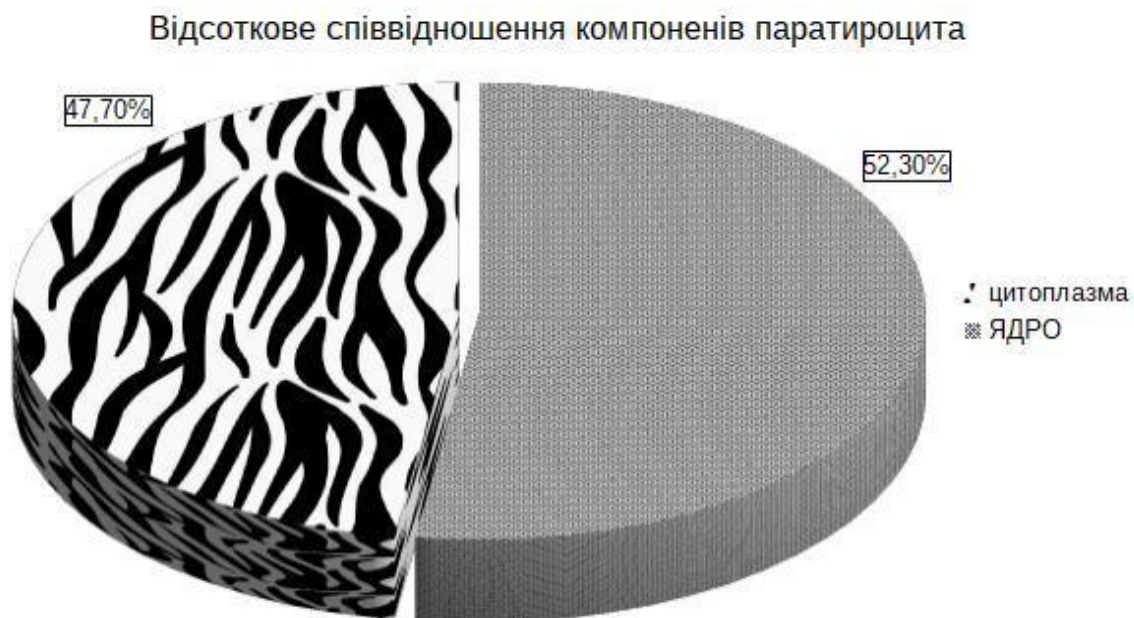 Відсоткове співвідношення компоненів паратироцита
47,70%
52,30%
цитоплазма
ЯДРО